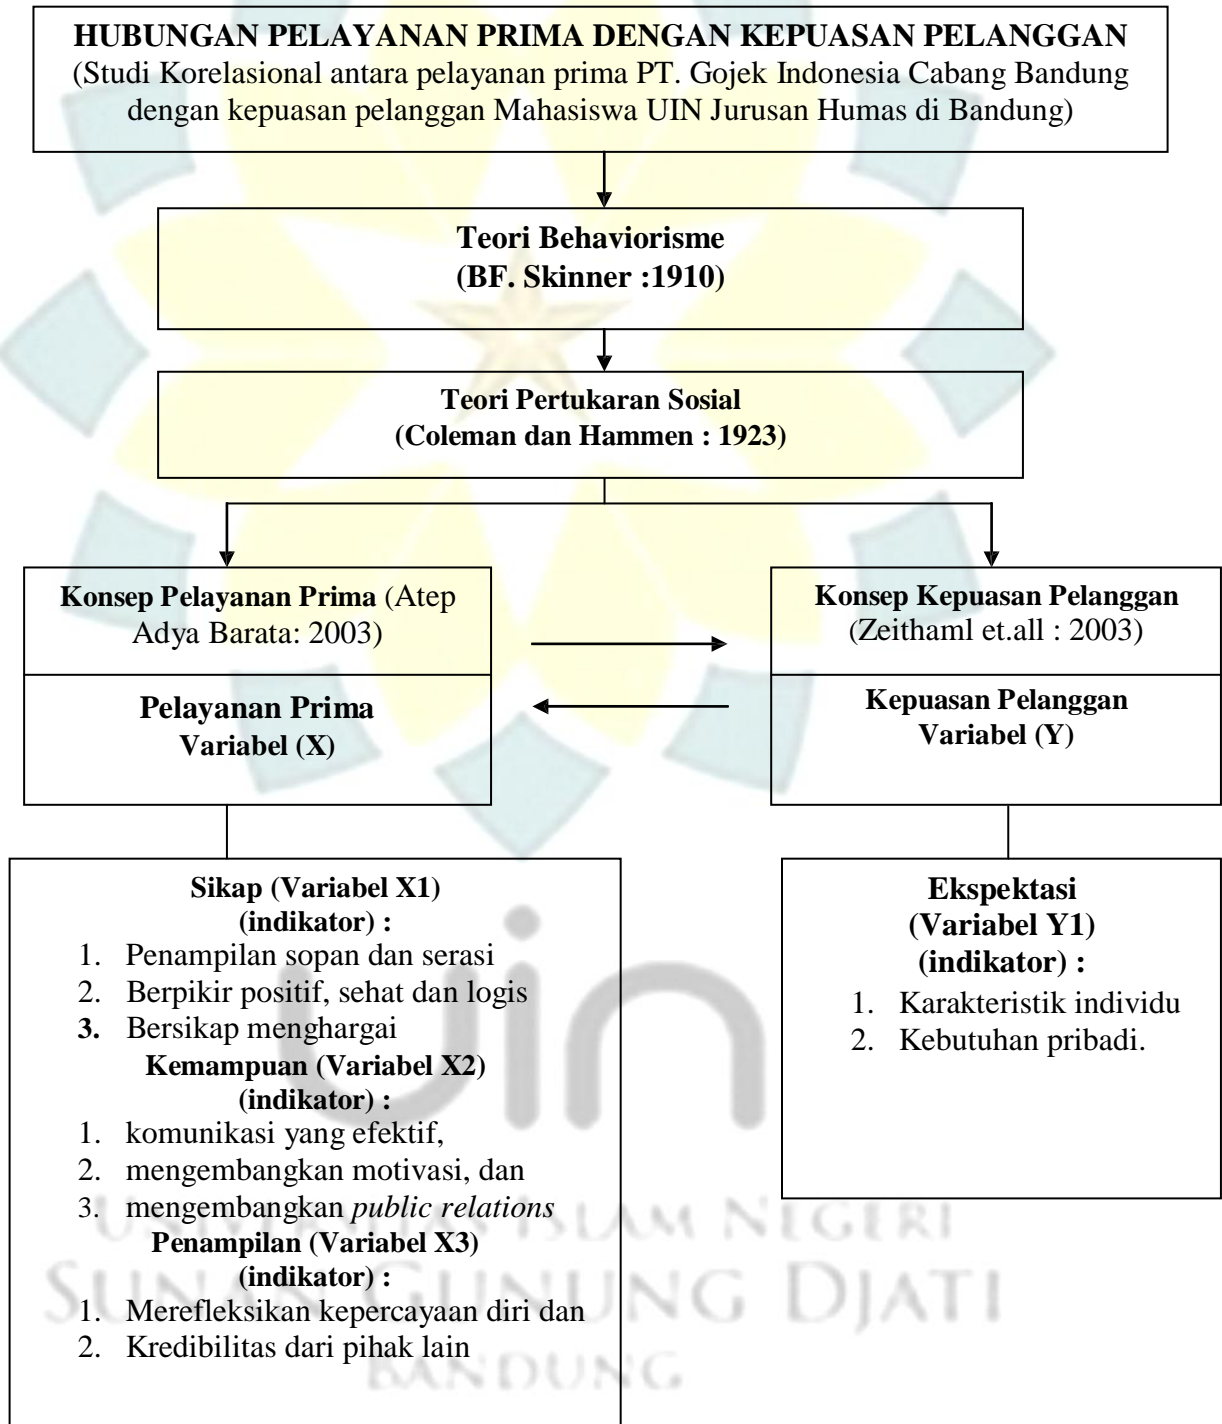 HUBUNGAN PELAYANAN PRIMA DENGAN KEPUASAN PELANGGAN
(Studi Korelasional antara pelayanan prima PT. Gojek Indonesia Cabang Bandung
dengan kepuasan pelanggan Mahasiswa UIN Jurusan Humas di Bandung)
Teori Behaviorisme
(BF. Skinner :1910)
Teori Pertukaran Sosial
(Coleman dan Hammen : 1923)
Konsep Pelayanan Prima (Atep
Adya Barata: 2003)
Pelayanan Prima
Variabel (X)
Konsep Kepuasan Pelanggan
(Zeithaml et.all : 2003)
Kepuasan Pelanggan
Variabel (Y)
Sikap (Variabel X1)
(indikator) :
1. Penampilan sopan dan serasi
2. Berpikir positif, sehat dan logis
3. Bersikap menghargai
Kemampuan (Variabel X2)
(indikator) :
1. komunikasi yang efektif,
2. mengembangkan motivasi, dan
3. mengembangkan public relations
Penampilan (Variabel X3)
(indikator) :
1. Merefleksikan kepercayaan diri dan
2. Kredibilitas dari pihak lain
Ekspektasi
(Variabel Y1)
(indikator) :
1. Karakteristik individu
2. Kebutuhan pribadi.
uin
UNIVERSITAS ISLAM NEGERI
SUNAN GUNUNG DJATI
BANDUNG